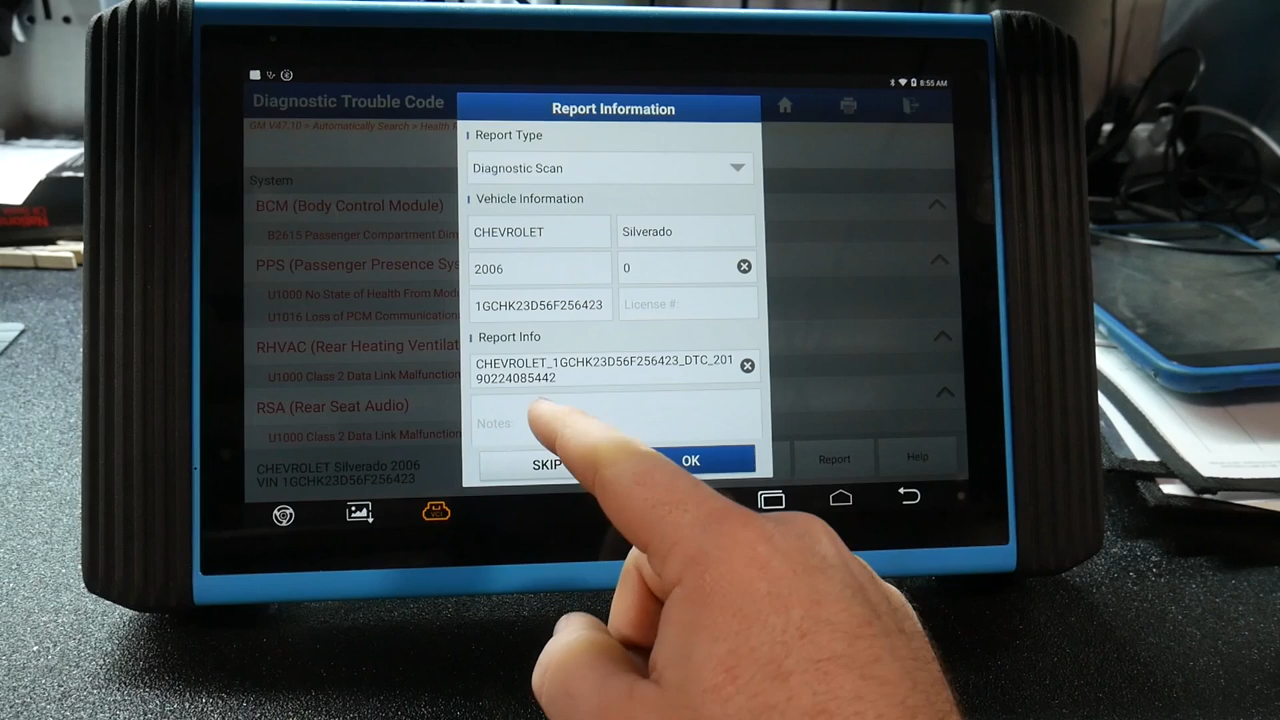 8:55 AM
Diagnostic Trouble Code
GM V47.10 > Automatically Search > Health
System
BCM (Body Control Module)
B2615 Passenger Compartment Dim
PPS (Passenger Presence Sys
U1000 No State of Health From Mod
U1016 Loss of PCM Communication
RHVAC (Rear Heating Ventilat
U1000 Class 2 Data Link Malfunction
RSA (Rear Seat Audio)
U1000 Class 2 Data Link Malfunction
CHEVROLET Silverado 2006
VIN 1GCHK23D56F256423
Report Information
Report Type
Diagnostic Scan
Vehicle Information
CHEVROLET
Silverado
2006
0
1GCHK23D56F256423
License #:
Report Info
CHEVROLET_1GCHK23D56F256423_DTC_201
90224085442
Notes:
SKIP
OK
Report
Help
VCI